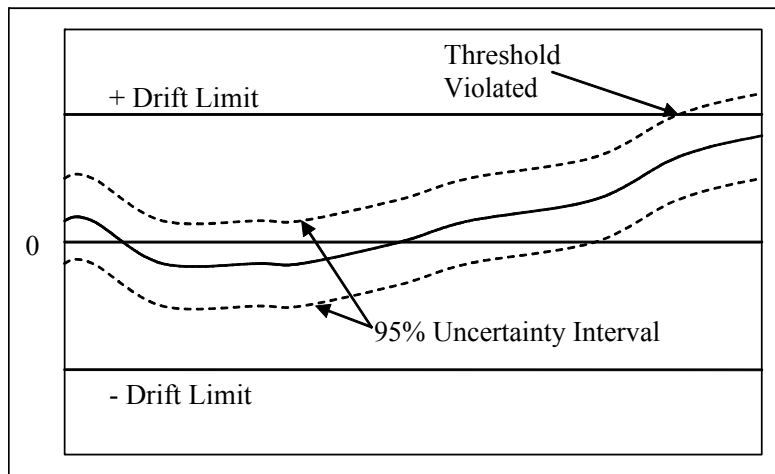 Threshold
Violated
+ Drift Limit
0
95% Uncertainty Interval
- Drift Limit